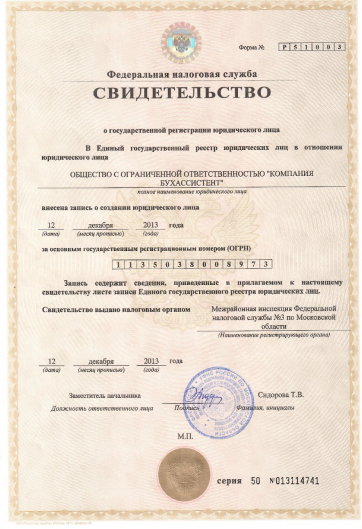 Форма № Р 5 1 0 0 3
Федеральная налоговая служба
СВИДЕТЕЛЬСТВО
о государственной регистрации юридического лица
В Единый государственный реестр юридических лиц в отношении
юридического лица
ОБЩЕСТВО С ОГРАНИЧЕННОЙ ОТВЕТСТВЕННОСТЬЮ "КОМПАНИЯ
БУХАССИСТЕНТ"
полное наименование юридического лица
внесена запись о создании юридического лица
12 декабря 2013 года
(дата) (месяц прописью) (года)
за основным государственным регистрационным номером (ОГРН)
1 1 3 5 0 3 8 0 0 8 9 7 3
Запись содержит сведения, приведенные в прилагаемом к настоящему
свидетельству листе записи Единого государственного реестра юридических лиц.
Свидетельство выдано налоговым органом Межрайонная инспекция Федеральной
налоговой службы №3 по Московской
области
(Наименование регистрирующего органа)
12 декабря 2013 года
(дата) (месяц прописью) (года)
Заместитель начальника Сидорова Т.В.
Должность ответственного лица Подпись Фамилия, инициалы
М.П.
серия 50 №013114741